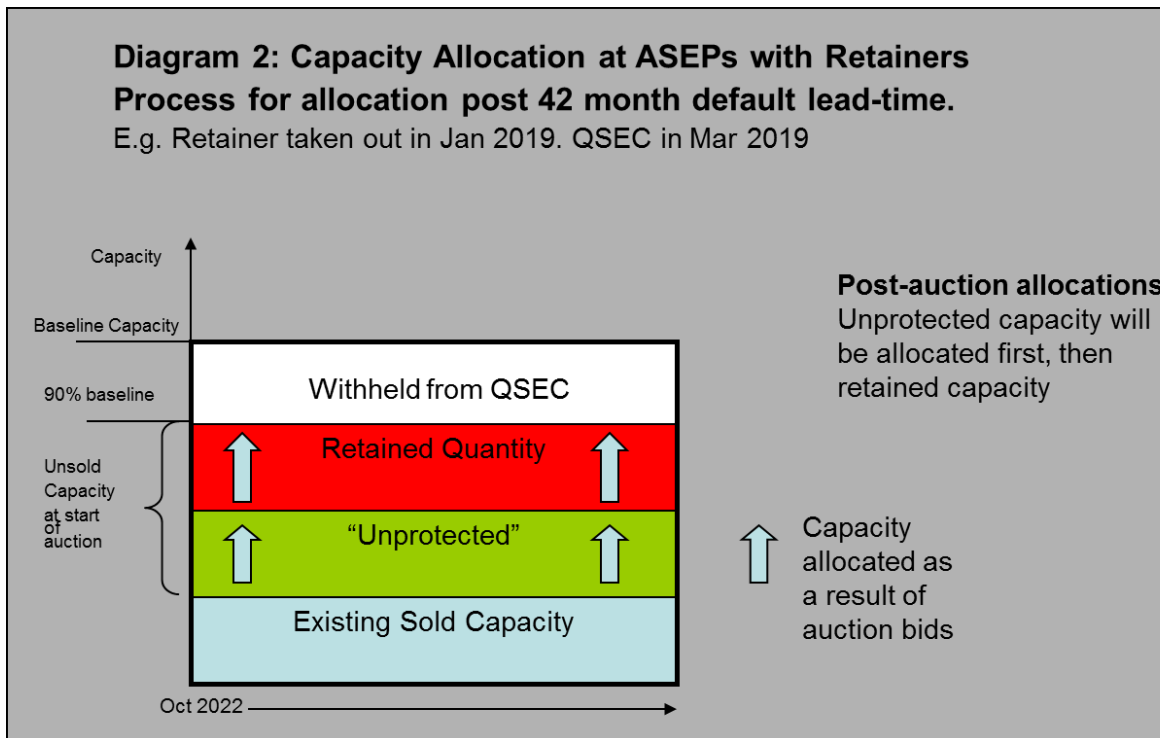 Diagram 2: Capacity Allocation at ASEPs with Retainers
Process for allocation post 42 month default lead-time.
E.g. Retainer taken out in Jan 2019. QSEC in Mar 2019
Capacity
Baseline Capacity
90% baseline
Unsold
Capacity
at start
of
auction
Withheld from QSEC
Retained Quantity
“Unprotected”
Existing Sold Capacity
Oct 2022
Post-auction allocations
Unprotected capacity will
be allocated first, then
retained capacity
Capacity
allocated as
a result of
auction bids